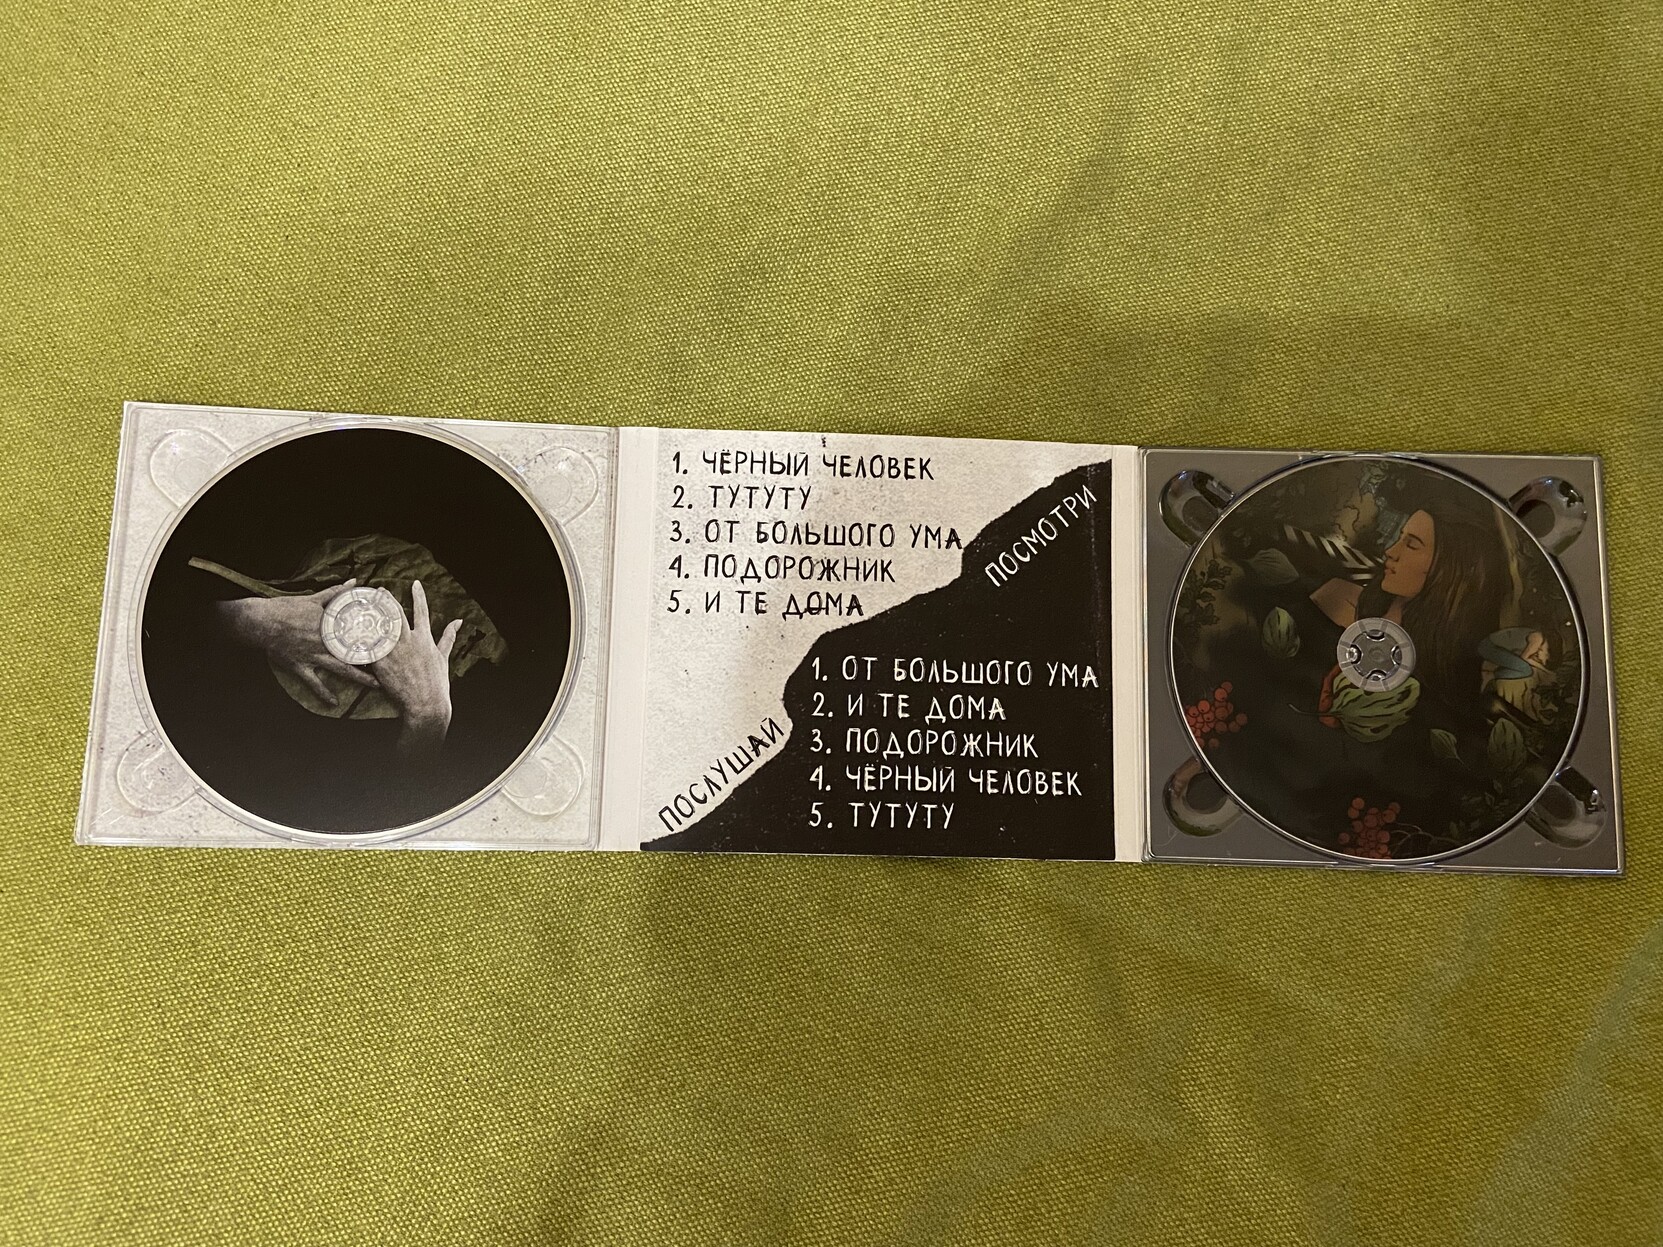 1. ЧЁРНЫЙ ЧЕЛОВЕК
2. ТУТУТУ
3. ОТ БОЛЬШОГО УМА
4. ПОДОРОЖНИК
5. И ТЕ ДОМА
ПОСЛУШАЙ
ПОСМОТРИ
1. ОТ БОЛЬШОГО УМА
2. И ТЕ ДОМА
3. ПОДОРОЖНИК
4. ЧЁРНЫЙ ЧЕЛОВЕК
5. ТУТУТУ